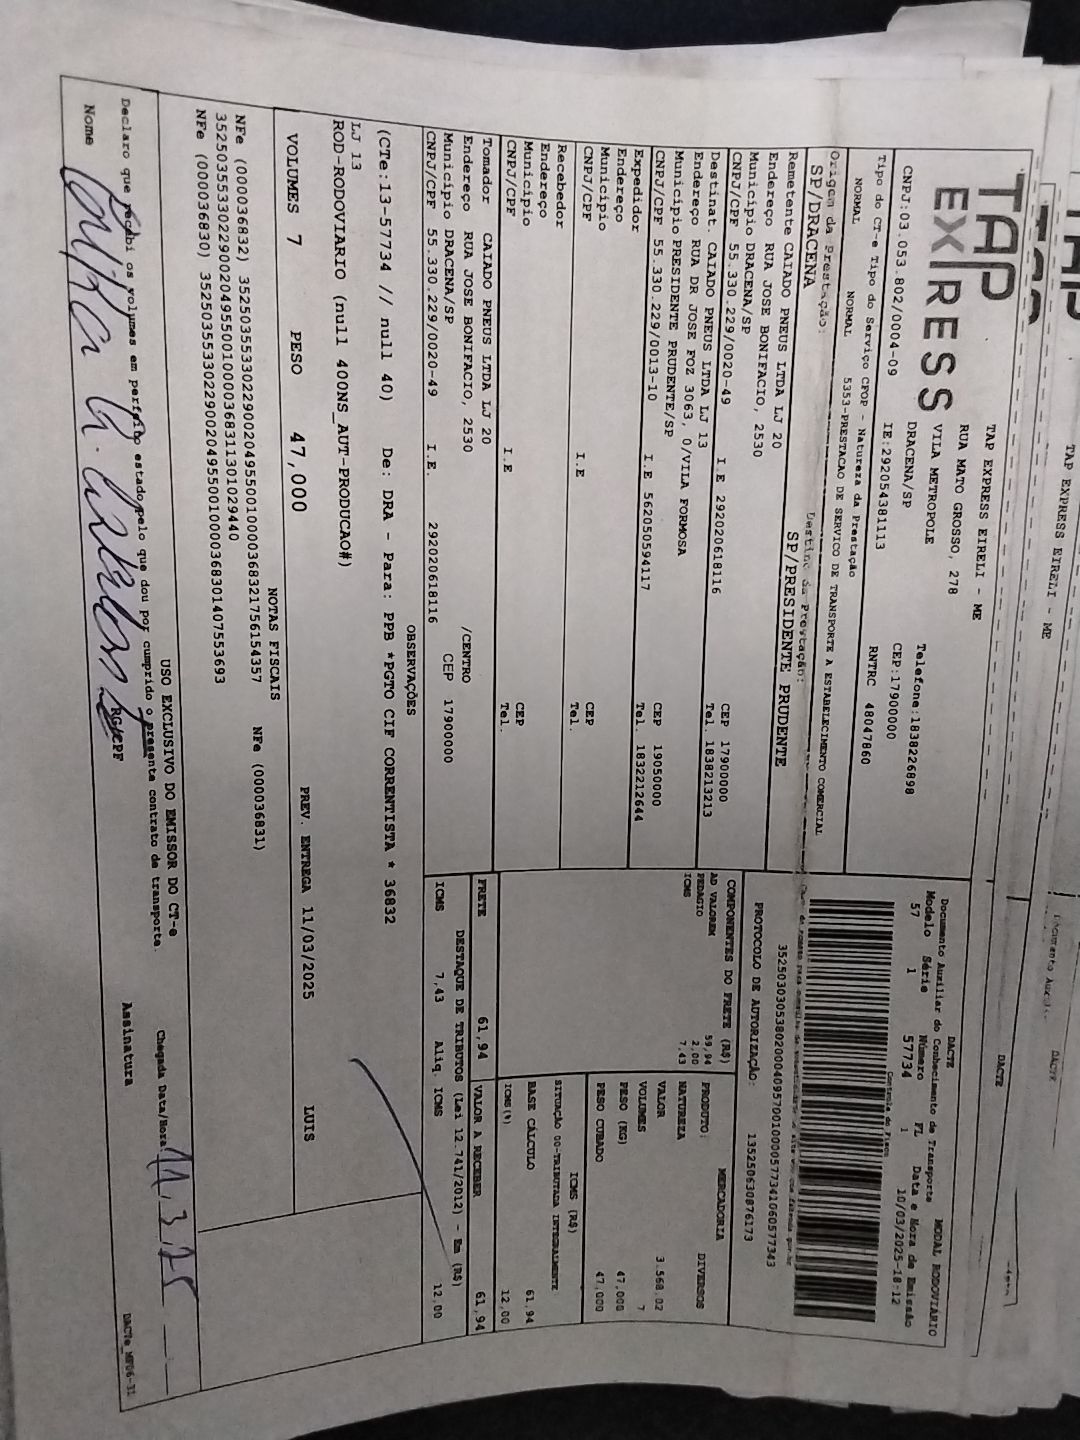 TAP EXPRESS EIRELI - ME
TAP EXPRESS EIRELI - ME
DACTE
DACTE
TAP
EXPRESS
TAP EXPRESS EIRELI - ME
RUA MATO GROSSO, 278
VILA METROPOLE
DRACENA/SP
Telefone:1838226898
CEP:17900000
CNPJ:03.053.802/0004-09
IE:292054381113
RNTRC 48047860
Tipo do CT-e Tipo do Serviço CFOP - Natureza da Prestação
NORMAL NORMAL 5353-PRESTACAO DE SERVICO DE TRANSPORTE A ESTABELECIMENTO COMERCIAL
DACTE
Documento Auxiliar do Conhecimento de Transporte
MODAL RODOVIÁRIO
Modelo Série Número FL Data e Hora de Emissão
57 1 57734 1 10/03/2025-18:12
Controle do Fisco
35250303053802000409570010000577341060577343
PROTOCOLO DE AUTORIZAÇÃO: 135250630876173
Origem da Prestação:
SP/DRACENA
Destino da Prestação:
SP/PRESIDENTE PRUDENTE
Remetente CAIADO PNEUS LTDA LJ 20
Endereço RUA JOSE BONIFACIO, 2530
Município DRACENA/SP CEP 17900000
CNPJ/CPF 55.330.229/0020-49 I.E 292020618116 Tel. 1838213213
Destinat. CAIADO PNEUS LTDA LJ 13
Endereço RUA DR JOSE FOZ 3063, 0/VILA FORMOSA
Município PRESIDENTE PRUDENTE/SP CEP 19050000
CNPJ/CPF 55.330.229/0013-10 I.E 562050594117 Tel. 1832212644
Expedidor
Endereço
Município CEP
CNPJ/CPF I.E Tel.
Recebedor
Endereço
Município CEP
CNPJ/CPF I.E Tel.
Tomador CAIADO PNEUS LTDA LJ 20
Endereço RUA JOSE BONIFACIO, 2530 /CENTRO
Município DRACENA/SP CEP 17900000
CNPJ/CPF 55.330.229/0020-49 I.E. 292020618116
COMPONENTES DO FRETE (R$)
AD VALOREM 59,94
PEDAGIO 2,00
ICMS 7,43
MERCADORIA
PRODUTO: DIVERSOS
NATUREZA
VALOR 3.568,02
VOLUMES 7
PESO (KG) 47,000
PESO CUBADO 47,000
ICMS (R$)
SITUAÇÃO 00-TRIBUTADA INTEGRALMENTE
BASE CÁLCULO 61,94
ICMS(%) 12,00
FRETE 61,94 VALOR A RECEBER 61,94
DESTAQUE DE TRIBUTOS (Lei 12.741/2012) - Em (R$)
ICMS 7,43 Aliq. ICMS 12,00
OBSERVAÇÕES
(CTe:13-57734 // null 40) De: DRA - Para: PPB *PGTO CIF CORRENTISTA * 36832
LJ 13
ROD-RODOVIARIO (null 400NS_AUT-PRODUCAO#)
VOLUMES 7 PESO 47,000 PREV. ENTREGA 11/03/2025 LUIS
NOTAS FISCAIS
NFe (000036832) 35250355330229002049550010000368321756154357 NFe (000036831)
35250355330229002049550010000368311301029440
NFe (000036830) 35250355330229002049550010000368301407553693
USO EXCLUSIVO DO EMISSOR DO CT-e
Declaro que recebi os volumes em perfeito estado pelo que dou por cumprido o presente contrato de transporte.
Chegada Data/Hora 11,3,25
Nome RG/CPF Assinatura
DACTe_MP06-31